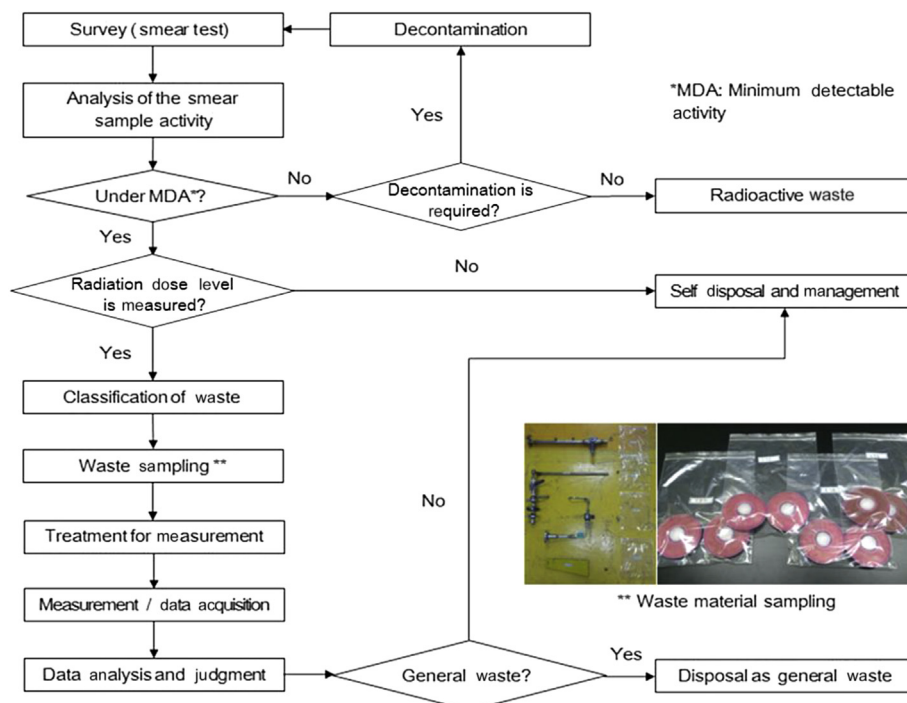 Survey (smear test)
Decontamination
Analysis of the smear
sample activity
Yes
*MDA: Minimum detectable
activity
Under MDA*?
No
Decontamination is
required?
No
Radioactive waste
Yes
Radiation dose level
is measured?
No
Self disposal and management
Yes
Classification of waste
Waste sampling **
No
Treatment for measurement
Measurement / data acquisition
** Waste material sampling
Data analysis and judgment
General waste?
Yes
Disposal as general waste